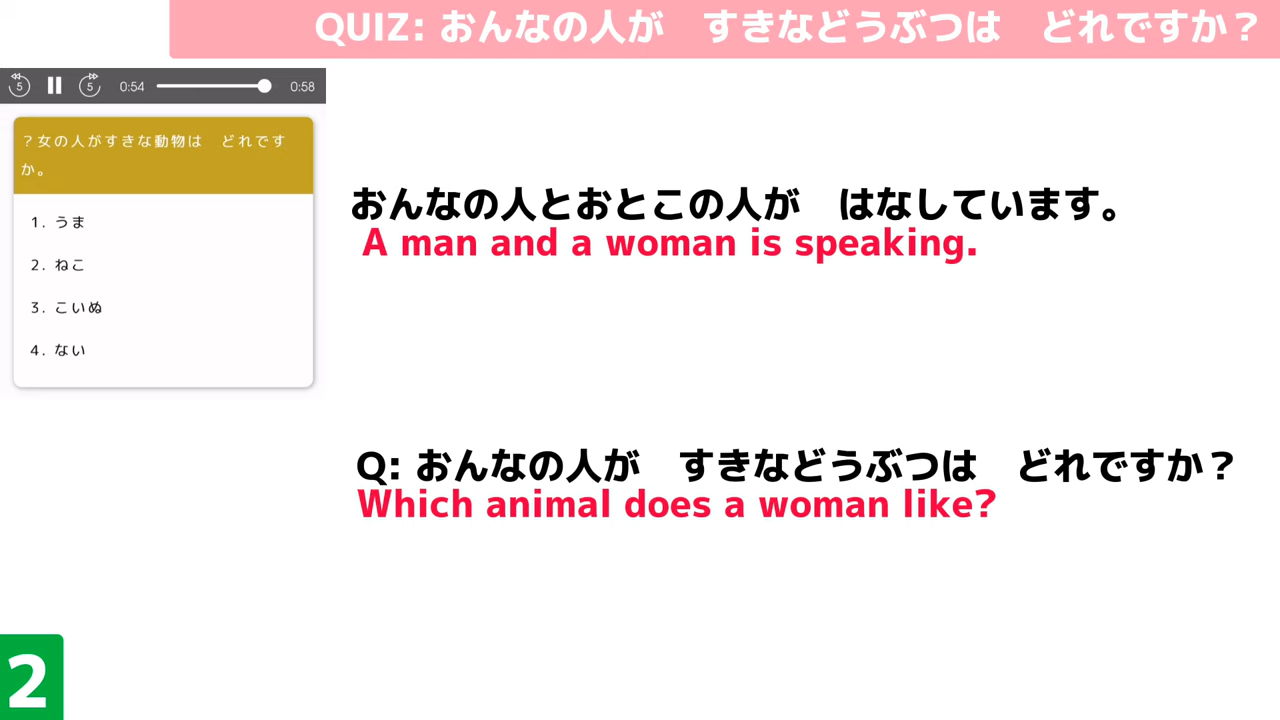 QUIZ: おんなの人が　すきなどうぶつは　どれですか？
5
5
0:54
0:58
？女の人がすきな動物は　どれです
か。
1. うま
2. ねこ
3. こいぬ
4. ない
おんなの人とおとこの人が　はなしています。
A man and a woman is speaking.
Q: おんなの人が　すきなどうぶつは　どれですか？
Which animal does a woman like?
2